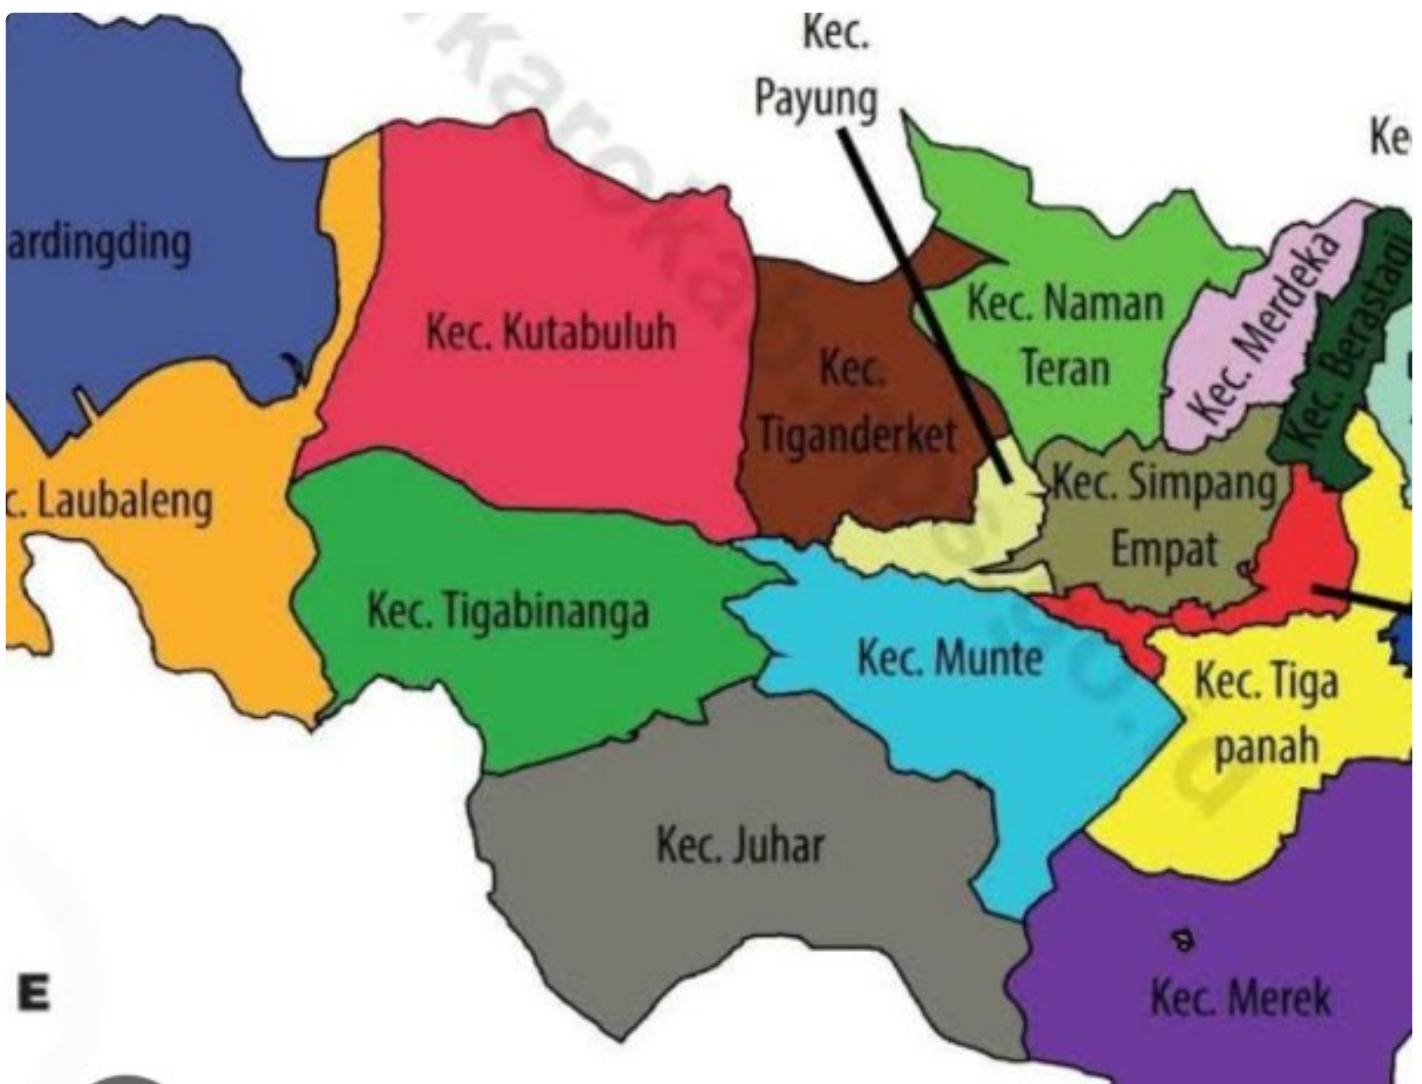 Kec.
Payung
Ke
ardingding
Kec. Kutabuluh
Kec. Naman
Teran
Kec. Merdeka
Kec. Berastagi
Kec.
Tiganderket
c. Laubaleng
Kec. Simpang
Empat
Kec. Tigabinanga
Kec. Munte
Kec. Tiga
panah
Kec. Juhar
E
Kec. Merek